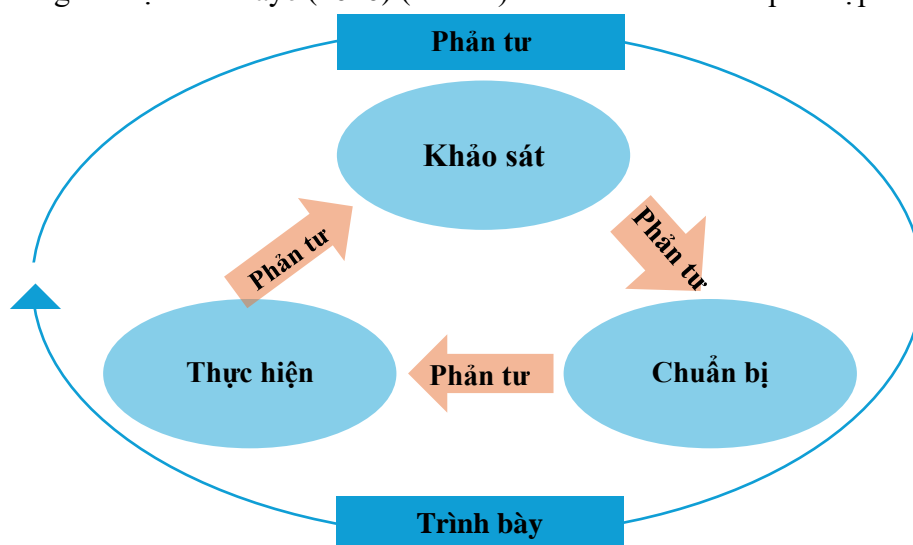 Phản tư
Khảo sát
Phản tư
Phản tư
Thực hiện
Phản tư
Chuẩn bị
Trình bày